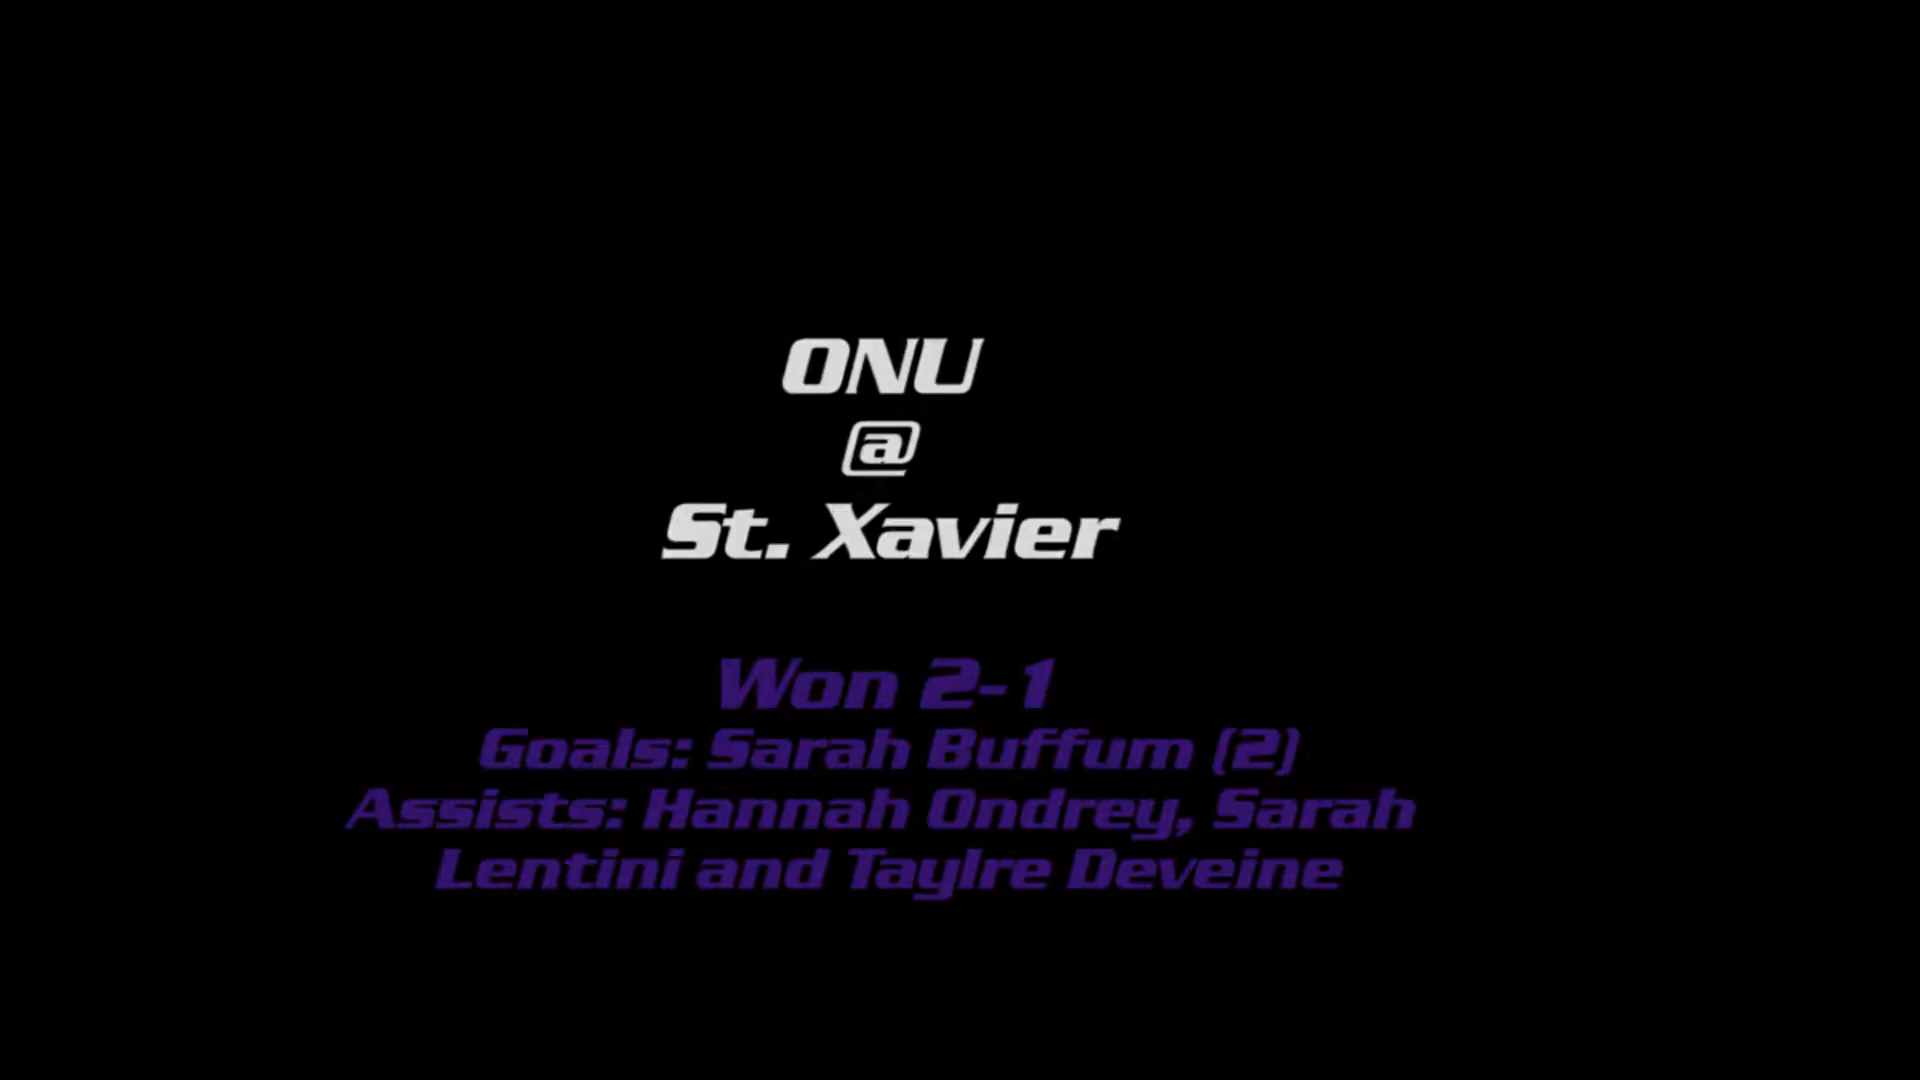 ONU
@
St. Xavier
Won 2-1
Goals: Sarah Buffum (2)
Assists: Hannah Ondrey, Sarah
Lentini and Taylre Deveine